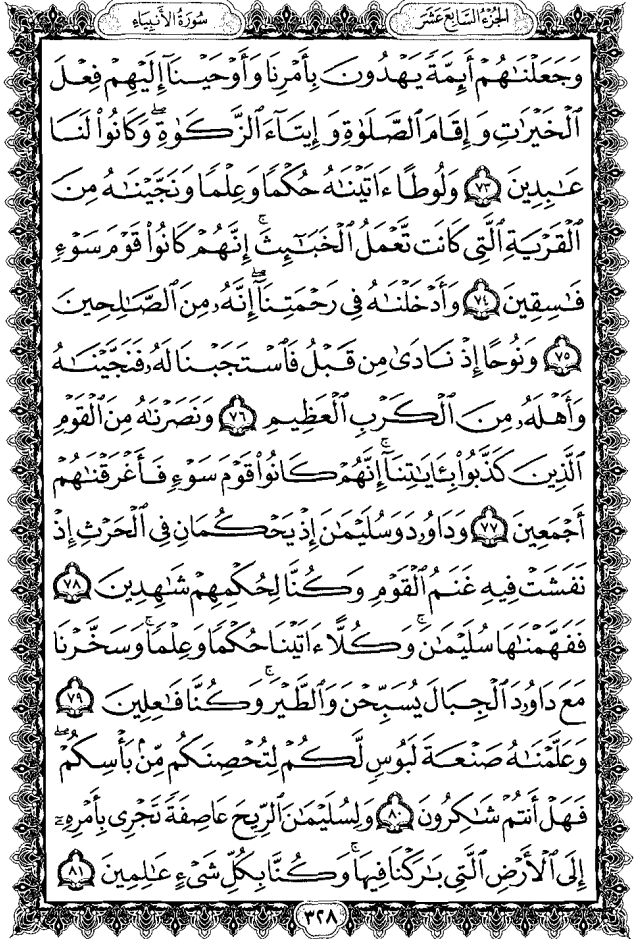 الجزء السابع عشر سورة الأنبياء
وَجَعَلْنَٰهُمْ أَئِمَّةً يَهْدُونَ بِأَمْرِنَا وَأَوْحَيْنَآ إِلَيْهِمْ فِعْلَ
ٱلْخَيْرَٰتِ وَإِقَامَ ٱلصَّلَوٰةِ وَإِيتَآءَ ٱلزَّكَوٰةِ ۖ وَكَانُوا۟ لَنَا
عَٰبِدِينَ ٧٣ وَلُوطًا ءَاتَيْنَٰهُ حُكْمًا وَعِلْمًا وَنَجَّيْنَٰهُ مِنَ
ٱلْقَرْيَةِ ٱلَّتِى كَانَت تَّعْمَلُ ٱلْخَبَٰٓئِثَ ۗ إِنَّهُمْ كَانُوا۟ قَوْمَ سَوْءٍ
فَٰسِقِينَ ٧٤ وَأَدْخَلْنَٰهُ فِى رَحْمَتِنَآ ۖ إِنَّهُۥ مِنَ ٱلصَّٰلِحِينَ
٧٥ وَنُوحًا إِذْ نَادَىٰ مِن قَبْلُ فَٱسْتَجَبْنَا لَهُۥ فَنَجَّيْنَٰهُ
وَأَهْلَهُۥ مِنَ ٱلْكَرْبِ ٱلْعَظِيمِ ٧٦ وَنَصَرْنَٰهُ مِنَ ٱلْقَوْمِ
ٱلَّذِينَ كَذَّبُوا۟ بِـَٔايَٰتِنَآ ۚ إِنَّهُمْ كَانُوا۟ قَوْمَ سَوْءٍ فَأَغْرَقْنَٰهُمْ
أَجْمَعِينَ ٧٧ وَدَاوُۥدَ وَسُلَيْمَٰنَ إِذْ يَحْكُمَانِ فِى ٱلْحَرْثِ إِذْ
نَفَشَتْ فِيهِ غَنَمُ ٱلْقَوْمِ وَكُنَّا لِحُكْمِهِمْ شَٰهِدِينَ ٧٨
فَفَهَّمْنَٰهَا سُلَيْمَٰنَ ۚ وَكُلًّا ءَاتَيْنَا حُكْمًا وَعِلْمًا ۚ وَسَخَّرْنَا
مَعَ دَاوُۥدَ ٱلْجِبَالَ يُسَبِّحْنَ وَٱلطَّيْرَ ۚ وَكُنَّا فَٰعِلِينَ ٧٩
وَعَلَّمْنَٰهُ صَنْعَةَ لَبُوسٍ لَّكُمْ لِتُحْصِنَكُم مِّنۢ بَأْسِكُمْ ۖ
فَهَلْ أَنتُمْ شَٰكِرُونَ ٨٠ وَلِسُلَيْمَٰنَ ٱلرِّيحَ عَاصِفَةً تَجْرِى بِأَمْرِهِۦٓ
إِلَى ٱلْأَرْضِ ٱلَّتِى بَٰرَكْنَا فِيهَا ۚ وَكُنَّا بِكُلِّ شَىْءٍ عَٰلِمِينَ ٨١
٣٢٨